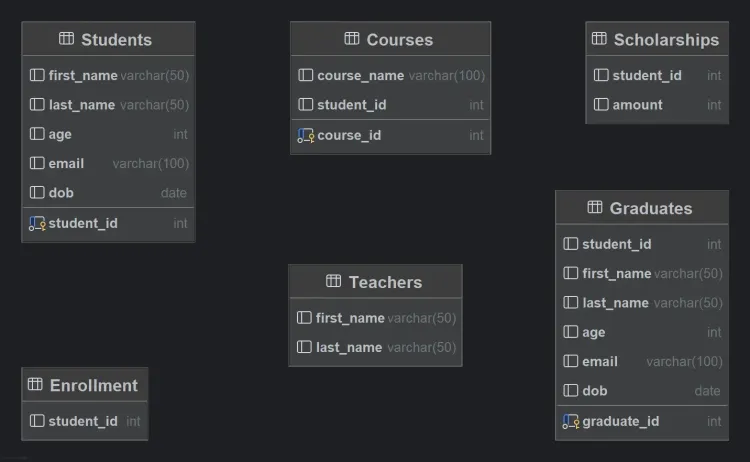 Students
first_name varchar(50)
last_name varchar(50)
age int
email varchar(100)
dob date
student_id int
Courses
course_name varchar(100)
student_id int
course_id int
Scholarships
student_id int
amount int
Teachers
first_name varchar(50)
last_name varchar(50)
Graduates
student_id int
first_name varchar(50)
last_name varchar(50)
age int
email varchar(100)
dob date
graduate_id int
Enrollment
student_id int